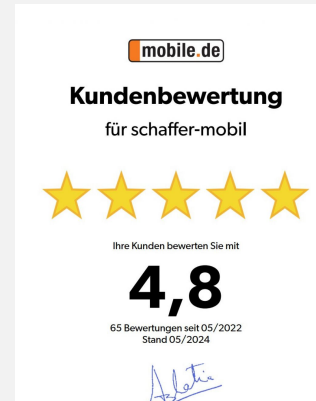 mobile.de
Kundenbewertung
für schaffer-mobil
Ihre Kunden bewerten Sie mit
4,8
65 Bewertungen seit 05/2022
Stand 05/2024